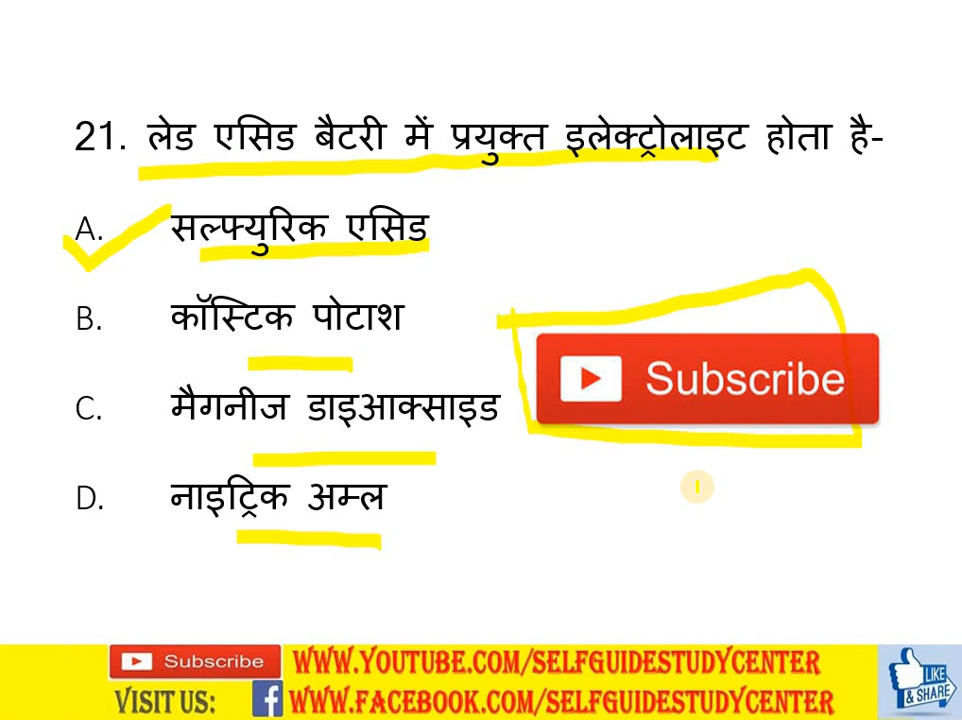 21. लेड एसिड बैटरी में प्रयुक्त इलेक्ट्रोलाइट होता है-
A. सल्फ्युरिक एसिड
B. कॉस्टिक पोटाश
Subscribe
C. मैगनीज डाइआक्साइड
D. नाइट्रिक अम्ल
Subscribe WWW.YOUTUBE.COM/SELFGUIDESTUDYCENTER
VISIT US: f WWW.FACEBOOK.COM/SELFGUIDESTUDYCENTER
LIKE
& SHARE